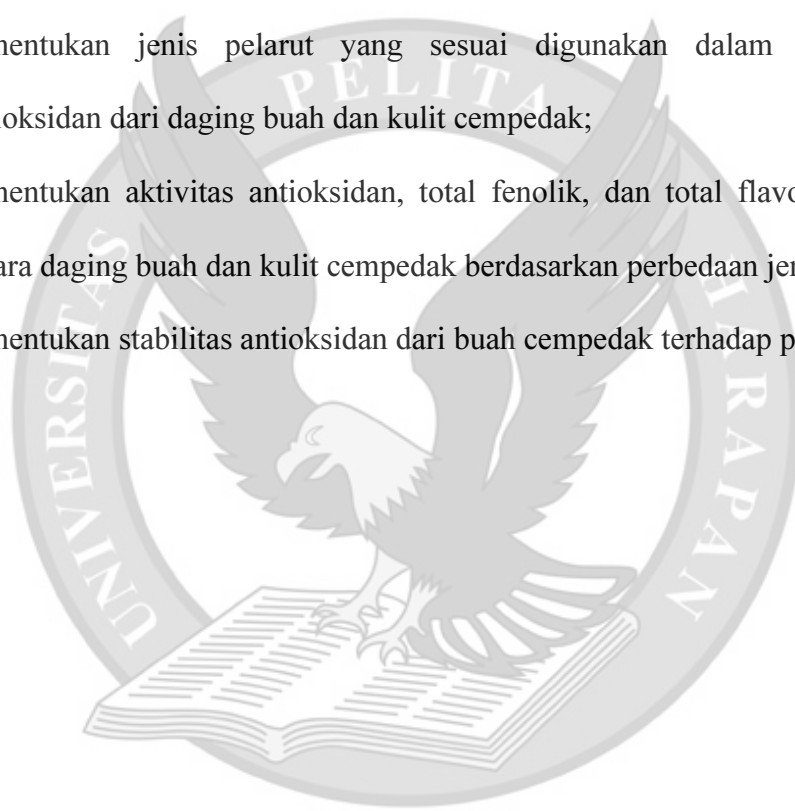 nentukan jenis pelarut yang sesuai digunakan dalam
ioksidan dari daging buah dan kulit cempedak;
nentukan aktivitas antioksidan, total fenolik, dan total flavo
ara daging buah dan kulit cempedak berdasarkan perbedaan jen
nentukan stabilitas antioksidan dari buah cempedak terhadap p
UNIVERSITAS PELITA HARAPAN